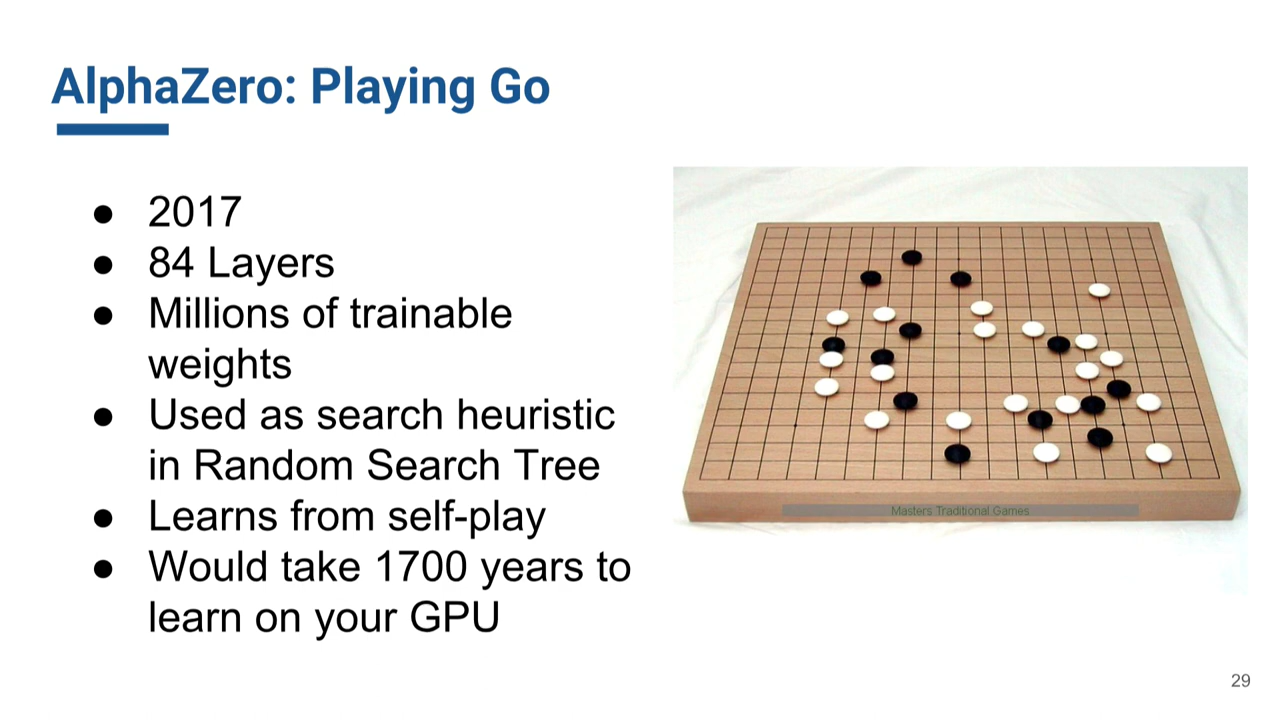 AlphaZero: Playing Go
● 2017
● 84 Layers
● Millions of trainable
weights
● Used as search heuristic
in Random Search Tree
● Learns from self-play
● Would take 1700 years to
learn on your GPU
Masters Traditional Games
29